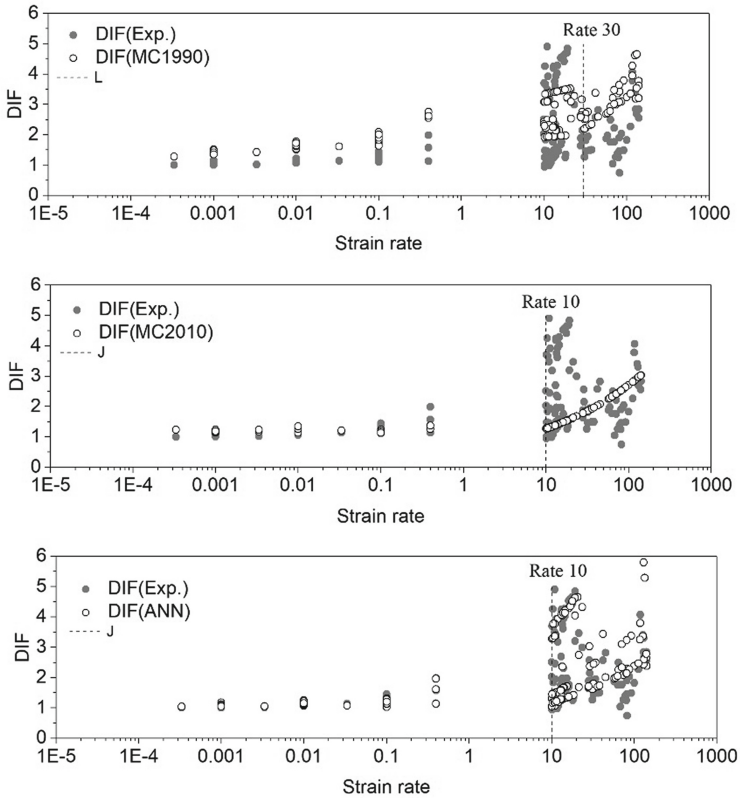 6
DIF(Exp.)
Rate 30
5
DIF(MC1990)
4
L
DIF
3
2
1
0
1E-5 1E-4 0.001 0.01 0.1 1 10 100 1000
Strain rate
6
DIF(Exp.)
Rate 10
5
DIF(MC2010)
4
J
DIF
3
2
1
0
1E-5 1E-4 0.001 0.01 0.1 1 10 100 1000
Strain rate
6
DIF(Exp.)
Rate 10
5
DIF(ANN)
4
J
DIF
3
2
1
0
1E-5 1E-4 0.001 0.01 0.1 1 10 100 1000
Strain rate